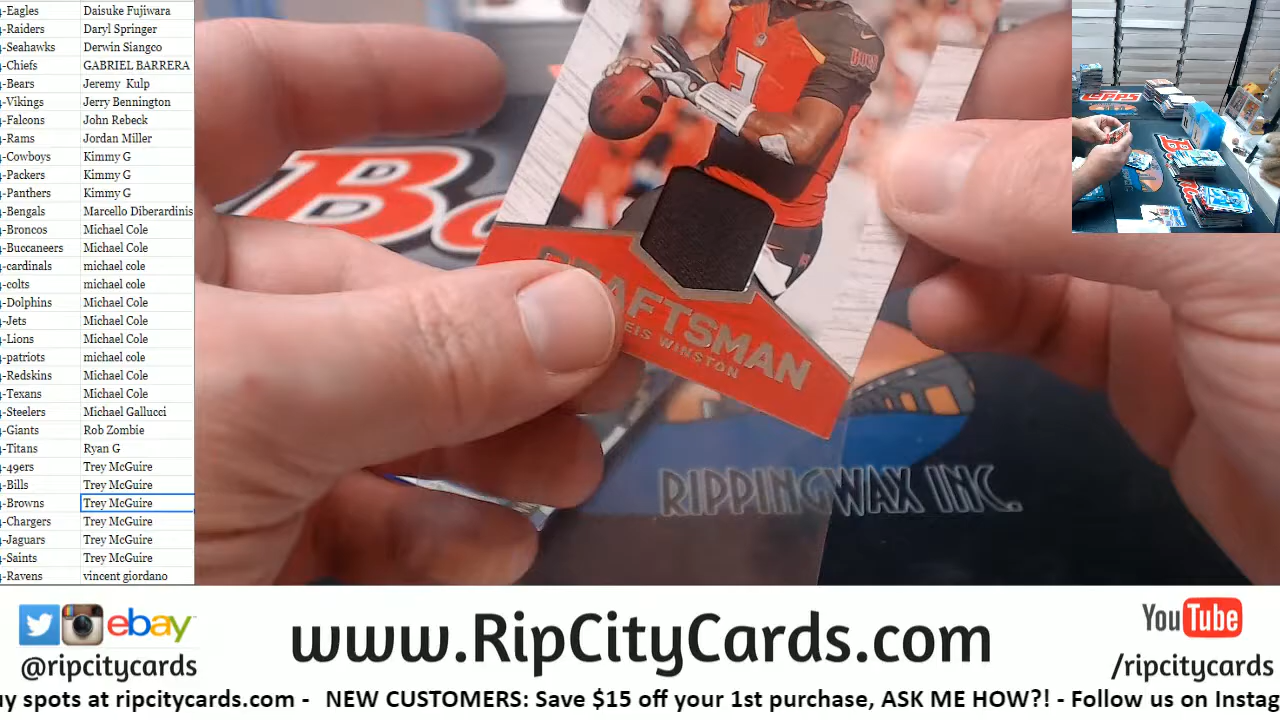 -Eagles Daisuke Fujiwara
-Raiders Daryl Springer
-Seahawks Derwin Siangco
-Chiefs GABRIEL BARRERA
-Bears Jeremy Kulp
-Vikings Jerry Bennington
-Falcons John Rebeck
-Rams Jordan Miller
-Cowboys Kimmy G
-Packers Kimmy G
-Panthers Kimmy G
-Bengals Marcello Diberardinis
-Broncos Michael Cole
-Buccaneers Michael Cole
-cardinals michael cole
-colts michael cole
-Dolphins Michael Cole
-Jets Michael Cole
-Lions Michael Cole
-patriots michael cole
-Redskins Michael Cole
-Texans Michael Cole
-Steelers Michael Gallucci
-Giants Rob Zombie
-Titans Ryan G
-49ers Trey McGuire
-Bills Trey McGuire
-Browns Trey McGuire
-Chargers Trey McGuire
-Jaguars Trey McGuire
-Saints Trey McGuire
-Ravens vincent giordano
BUCS
3
DRAFTSMAN
EIS WINSTON
RIPPINGWAX INC.
TOPPS
ebay
@ripcitycards
www.RipCityCards.com
YouTube
/ripcitycards
uy spots at ripcitycards.com - NEW CUSTOMERS: Save $15 off your 1st purchase, ASK ME HOW?! - Follow us on Instag